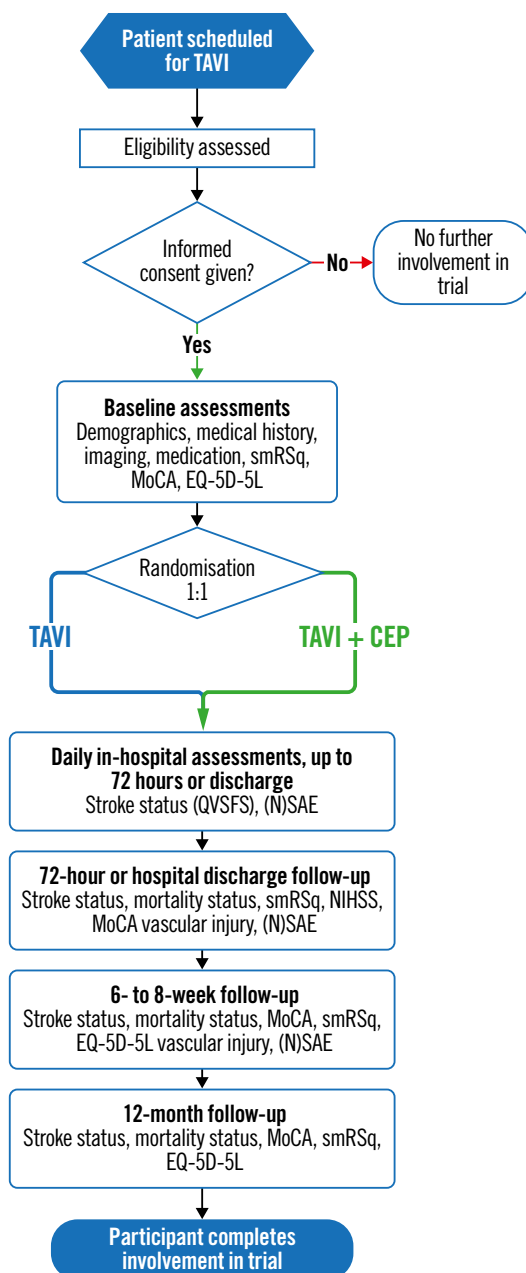 Patient scheduled
for TAVI
Eligibility assessed
Informed
consent given?
No
No further
involvement in
trial
Yes
Baseline assessments
Demographics, medical history,
imaging, medication, smRSq,
MoCA, EQ-5D-5L
Randomisation
1:1
TAVI
TAVI + CEP
Daily in-hospital assessments, up to
72 hours or discharge
Stroke status (QVSFS), (N)SAE
72-hour or hospital discharge follow-up
Stroke status, mortality status, smRSq, NIHSS,
MoCA vascular injury, (N)SAE
6- to 8-week follow-up
Stroke status, mortality status, MoCA, smRSq,
EQ-5D-5L vascular injury, (N)SAE
12-month follow-up
Stroke status, mortality status, MoCA, smRSq,
EQ-5D-5L
Participant completes
involvement in trial